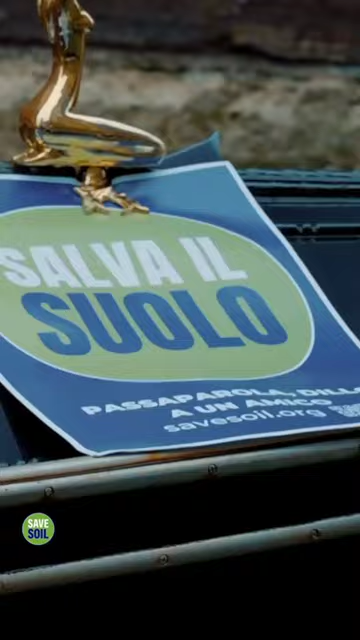 SALVA IL
SUOLO
PASSAPAROLA, DILLO
A UN AMICO
savesoil.org
SAVE
SOIL